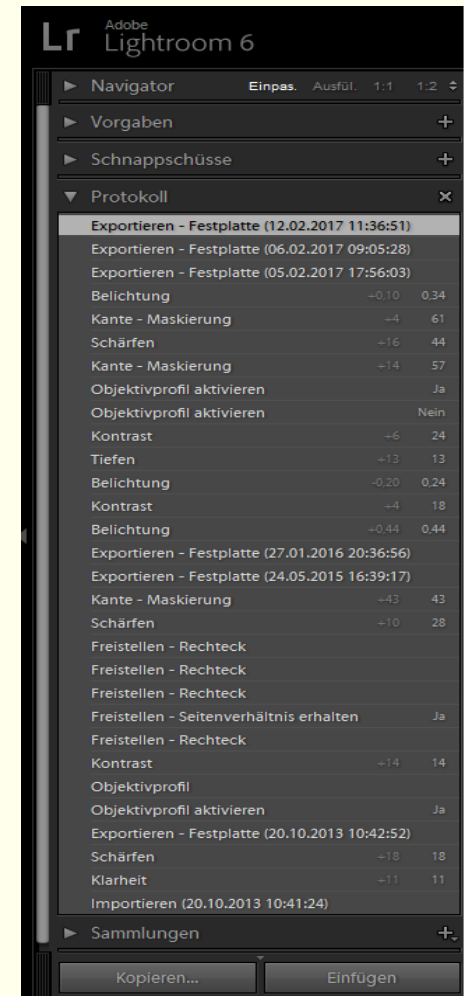 Lr Adobe
Lightroom 6
Navigator Einpas. Ausfül. 1:1 1:2
Vorgaben
Schnappschüsse
Protokoll
Exportieren - Festplatte (12.02.2017 11:36:51)
Exportieren - Festplatte (06.02.2017 09:05:28)
Exportieren - Festplatte (05.02.2017 17:56:03)
Belichtung +0,10 0,34
Kante - Maskierung +4 61
Schärfen +16 44
Kante - Maskierung +14 57
Objektivprofil aktivieren Ja
Objektivprofil aktivieren Nein
Kontrast +6 24
Tiefen +13 13
Belichtung -0,20 0,24
Kontrast +4 18
Belichtung +0,44 0,44
Exportieren - Festplatte (27.01.2016 20:36:56)
Exportieren - Festplatte (24.05.2015 16:39:17)
Kante - Maskierung +43 43
Schärfen +10 28
Freistellen - Rechteck
Freistellen - Rechteck
Freistellen - Rechteck
Freistellen - Seitenverhältnis erhalten Ja
Freistellen - Rechteck
Kontrast +14 14
Objektivprofil
Objektivprofil aktivieren Ja
Exportieren - Festplatte (20.10.2013 10:42:52)
Schärfen +18 18
Klarheit +11 11
Importieren (20.10.2013 10:41:24)
Sammlungen
Kopieren... Einfügen